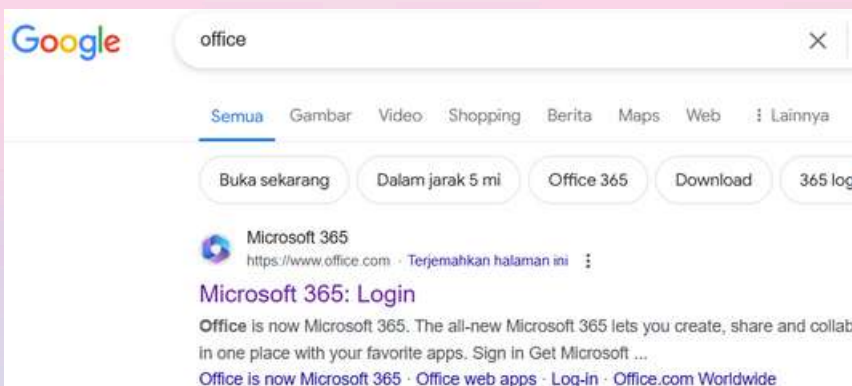 Google
office
Semua Gambar Video Shopping Berita Maps Web Lainnya
Buka sekarang Dalam jarak 5 mi Office 365 Download 365 log
Microsoft 365
https://www.office.com · Terjemahkan halaman ini
Microsoft 365: Login
Office is now Microsoft 365. The all-new Microsoft 365 lets you create, share and collab
in one place with your favorite apps. Sign in Get Microsoft ...
Office is now Microsoft 365 · Office web apps · Log-in · Office.com Worldwide